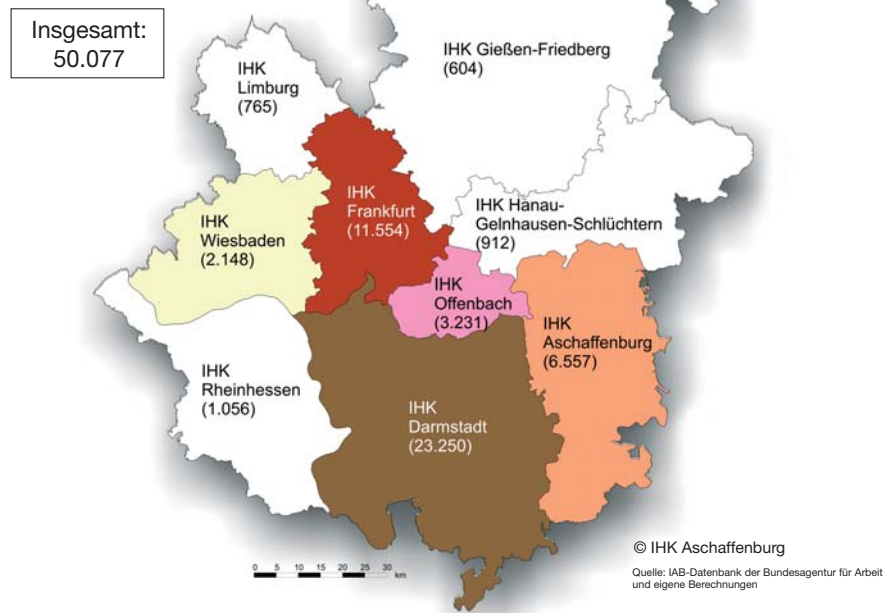 Insgesamt:
50.077
IHK Gießen-Friedberg
(604)
IHK
Limburg
(765)
IHK
Frankfurt
(11.554)
IHK Hanau-
Gelnhausen-Schlüchtern
(912)
IHK
Wiesbaden
(2.148)
IHK
Offenbach
(3.231)
IHK
Aschaffenburg
(6.557)
IHK
Rheinhessen
(1.056)
IHK
Darmstadt
(23.250)
© IHK Aschaffenburg
Quelle: IAB-Datenbank der Bundesagentur für Arbeit
und eigene Berechnungen
0 5 10 15 20 25 30
km